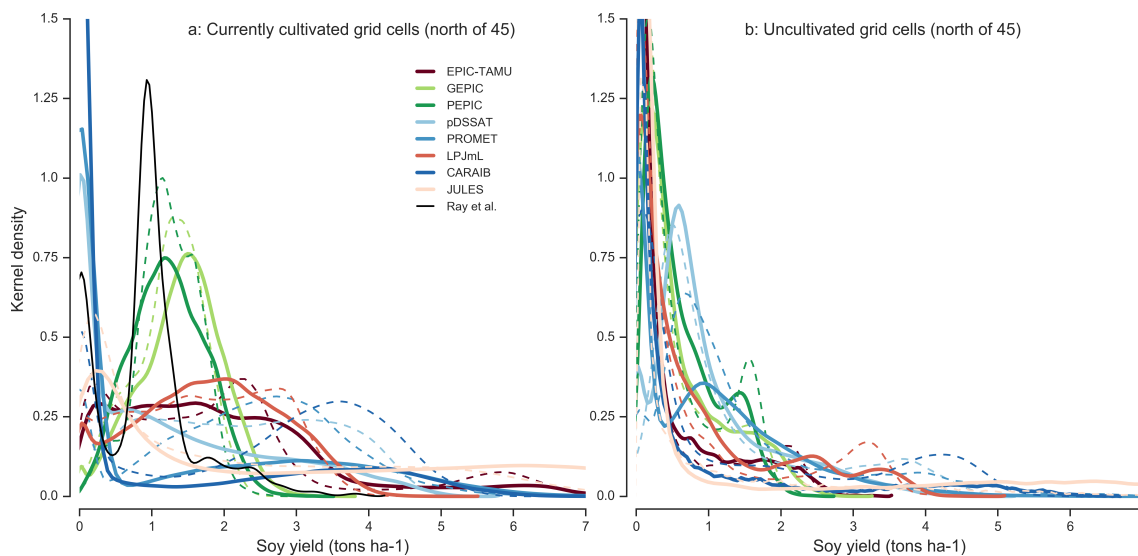 a: Currently cultivated grid cells (north of 45)
b: Uncultivated grid cells (north of 45)
1.5
1.25
1.0
0.75
0.5
0.25
0.0
Kernel density
EPIC-TAMU
GEPIC
PEPIC
pDSSAT
PROMET
LPJmL
CARAIB
JULES
Ray et al.
0 1 2 3 4 5 6 7
Soy yield (tons ha-1)
1.5
1.25
1.0
0.75
0.5
0.25
0.0
0 1 2 3 4 5 6
Soy yield (tons ha-1)